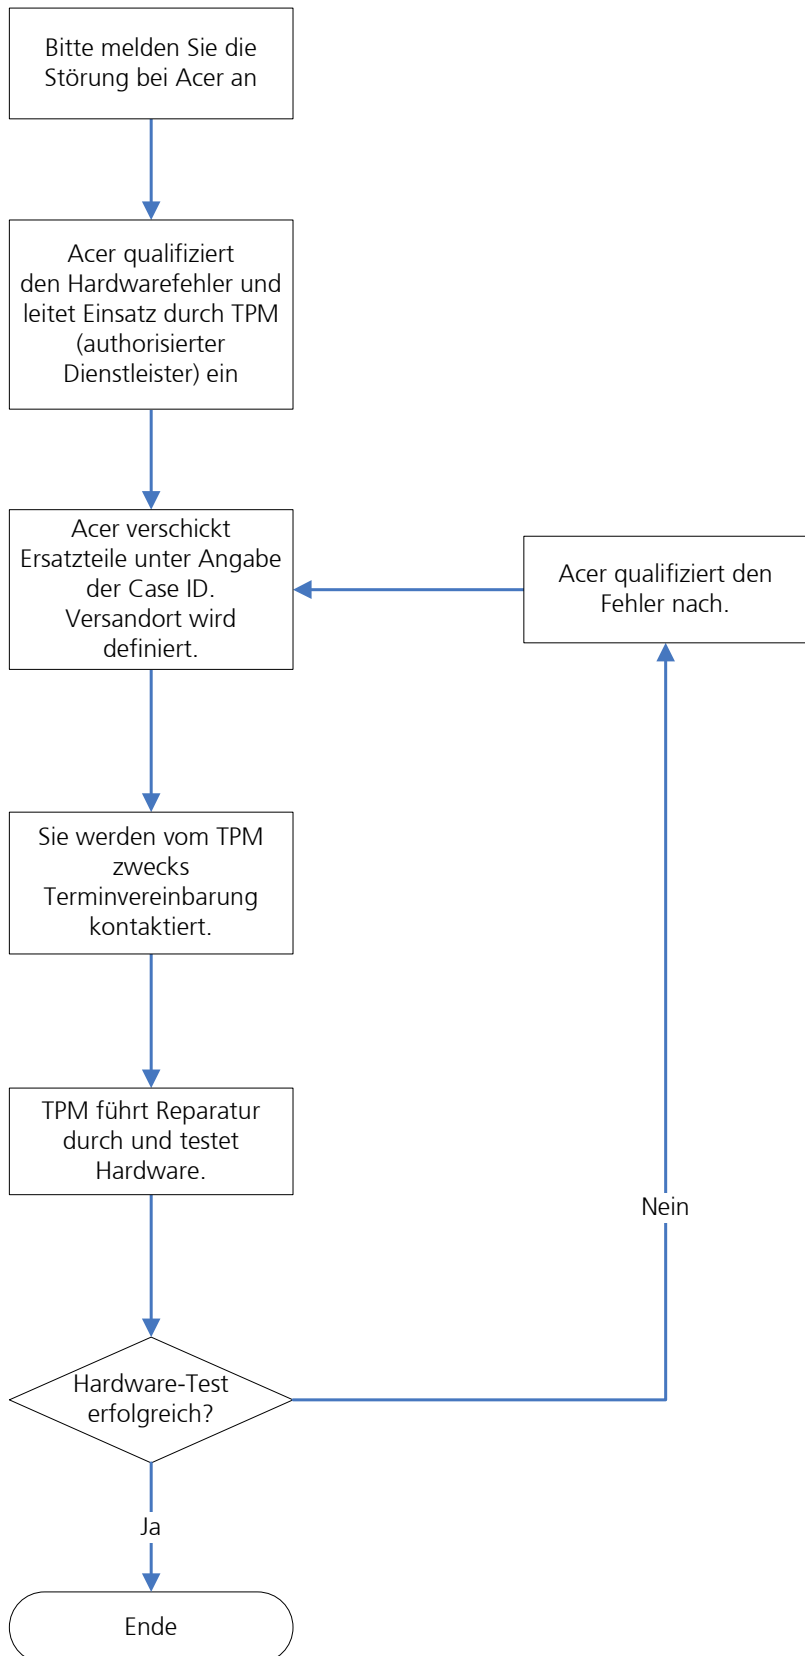 Bitte melden Sie die
Störung bei Acer an
Acer qualifiziert
den Hardwarefehler und
leitet Einsatz durch TPM
(authorisierter
Dienstleister) ein
Acer verschickt
Ersatzteile unter Angabe
der Case ID.
Versandort wird
definiert.
Acer qualifiziert den
Fehler nach.
Sie werden vom TPM
zwecks
Terminvereinbarung
kontaktiert.
TPM führt Reparatur
durch und testet
Hardware.
Nein
Hardware-Test
erfolgreich?
Ja
Ende